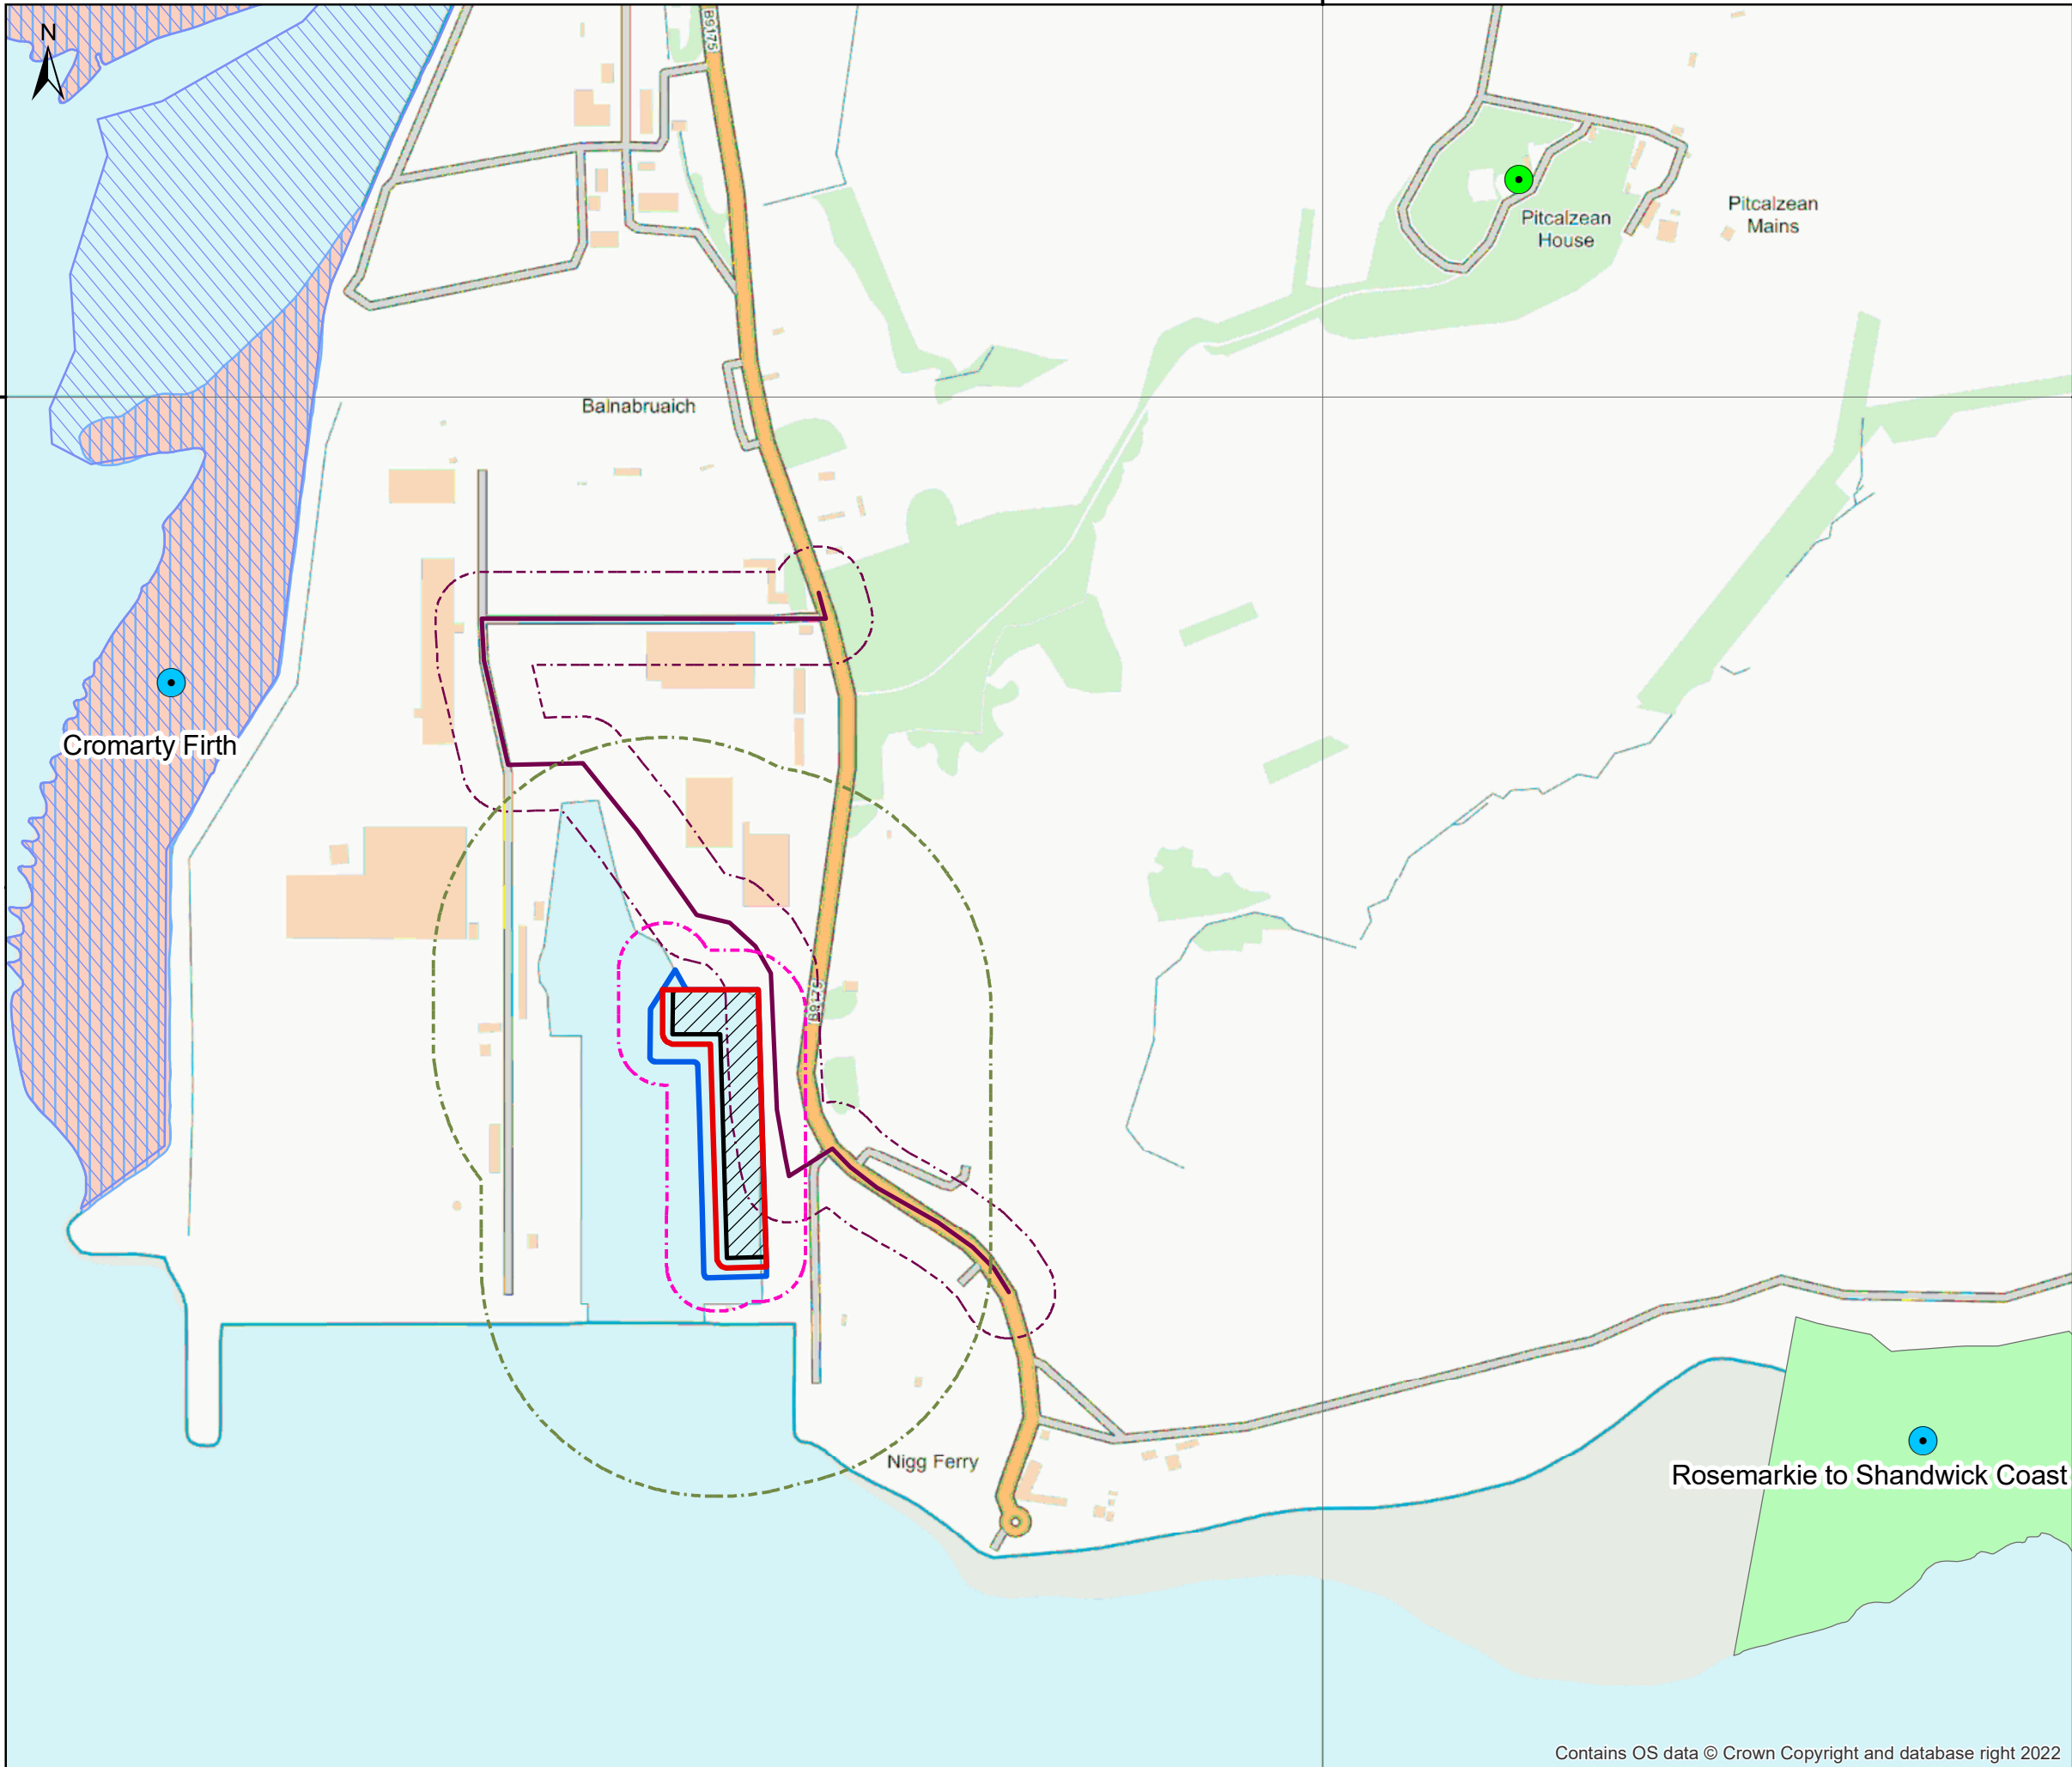 N
B9175
Pitcalzean
House
Pitcalzean
Mains
Balnabruaich
Cromarty Firth
B9175
Nigg Ferry
Rosemarkie to Shandwick Coast
Contains OS data © Crown Copyright and database right 2022